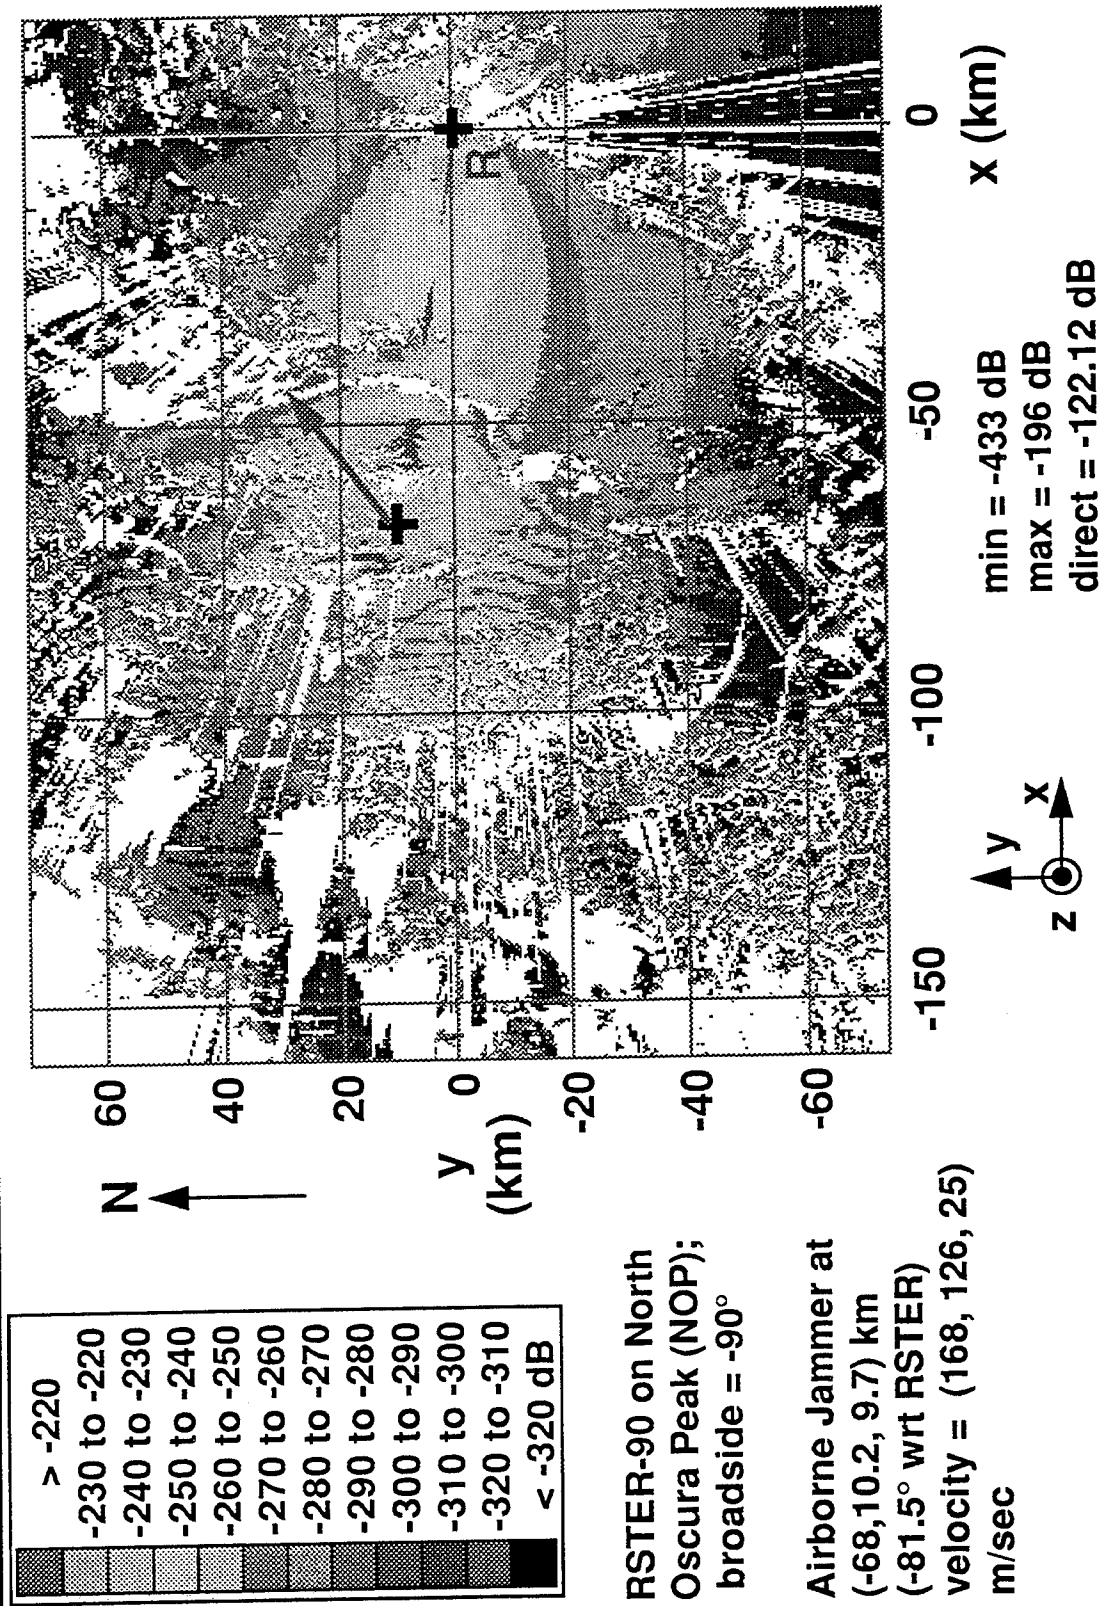 > -220
-230 to -220
-240 to -230
-250 to -240
-260 to -250
-270 to -260
-280 to -270
-290 to -280
-300 to -290
-310 to -300
-320 to -310
< -320 dB
RSTER-90 on North
Oscura Peak (NOP);
broadside = -90°
Airborne Jammer at
(-68,10.2, 9.7) km
(-81.5° wrt RSTER)
velocity = (168, 126, 25)
m/sec
N
y
(km)
60
40
20
0
-20
-40
-60
R
-150
-100
-50
0
X (km)
y
x
z
min = -433 dB
max = -196 dB
direct = -122.12 dB